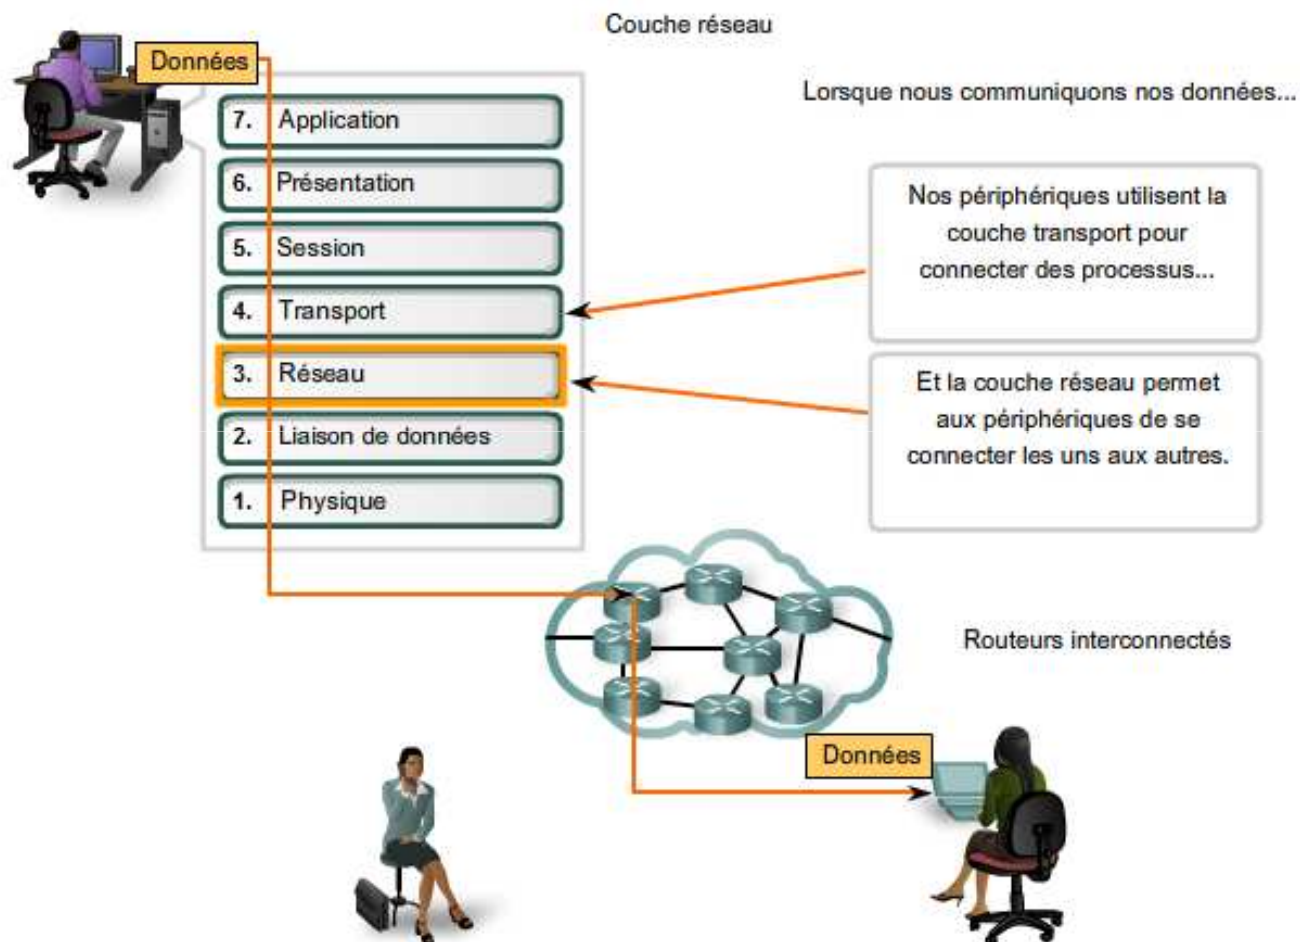 Couche réseau
Données
Lorsque nous communiquons nos données...
7. Application
6. Présentation
5. Session
4. Transport
3. Réseau
2. Liaison de données
1. Physique
Nos périphériques utilisent la
couche transport pour
connecter des processus...
Et la couche réseau permet
aux périphériques de se
connecter les uns aux autres.
Routeurs interconnectés
Données